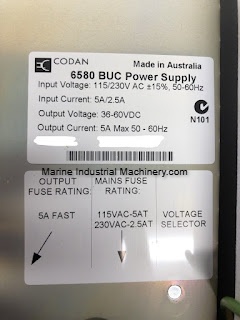 CODAN
Made in Australia
6580 BUC Power Supply
Input Voltage: 115/230V AC ±15%, 50-60Hz
Input Current: 5A/2.5A
Output Voltage: 36-60VDC
Output Current: 5A Max 50 - 60Hz
N101
Marine Industrial Machinery.com
OUTPUT FUSE RATING:
5A FAST
MAINS FUSE RATING:
115VAC-5AT
230VAC-2.5AT
VOLTAGE SELECTOR